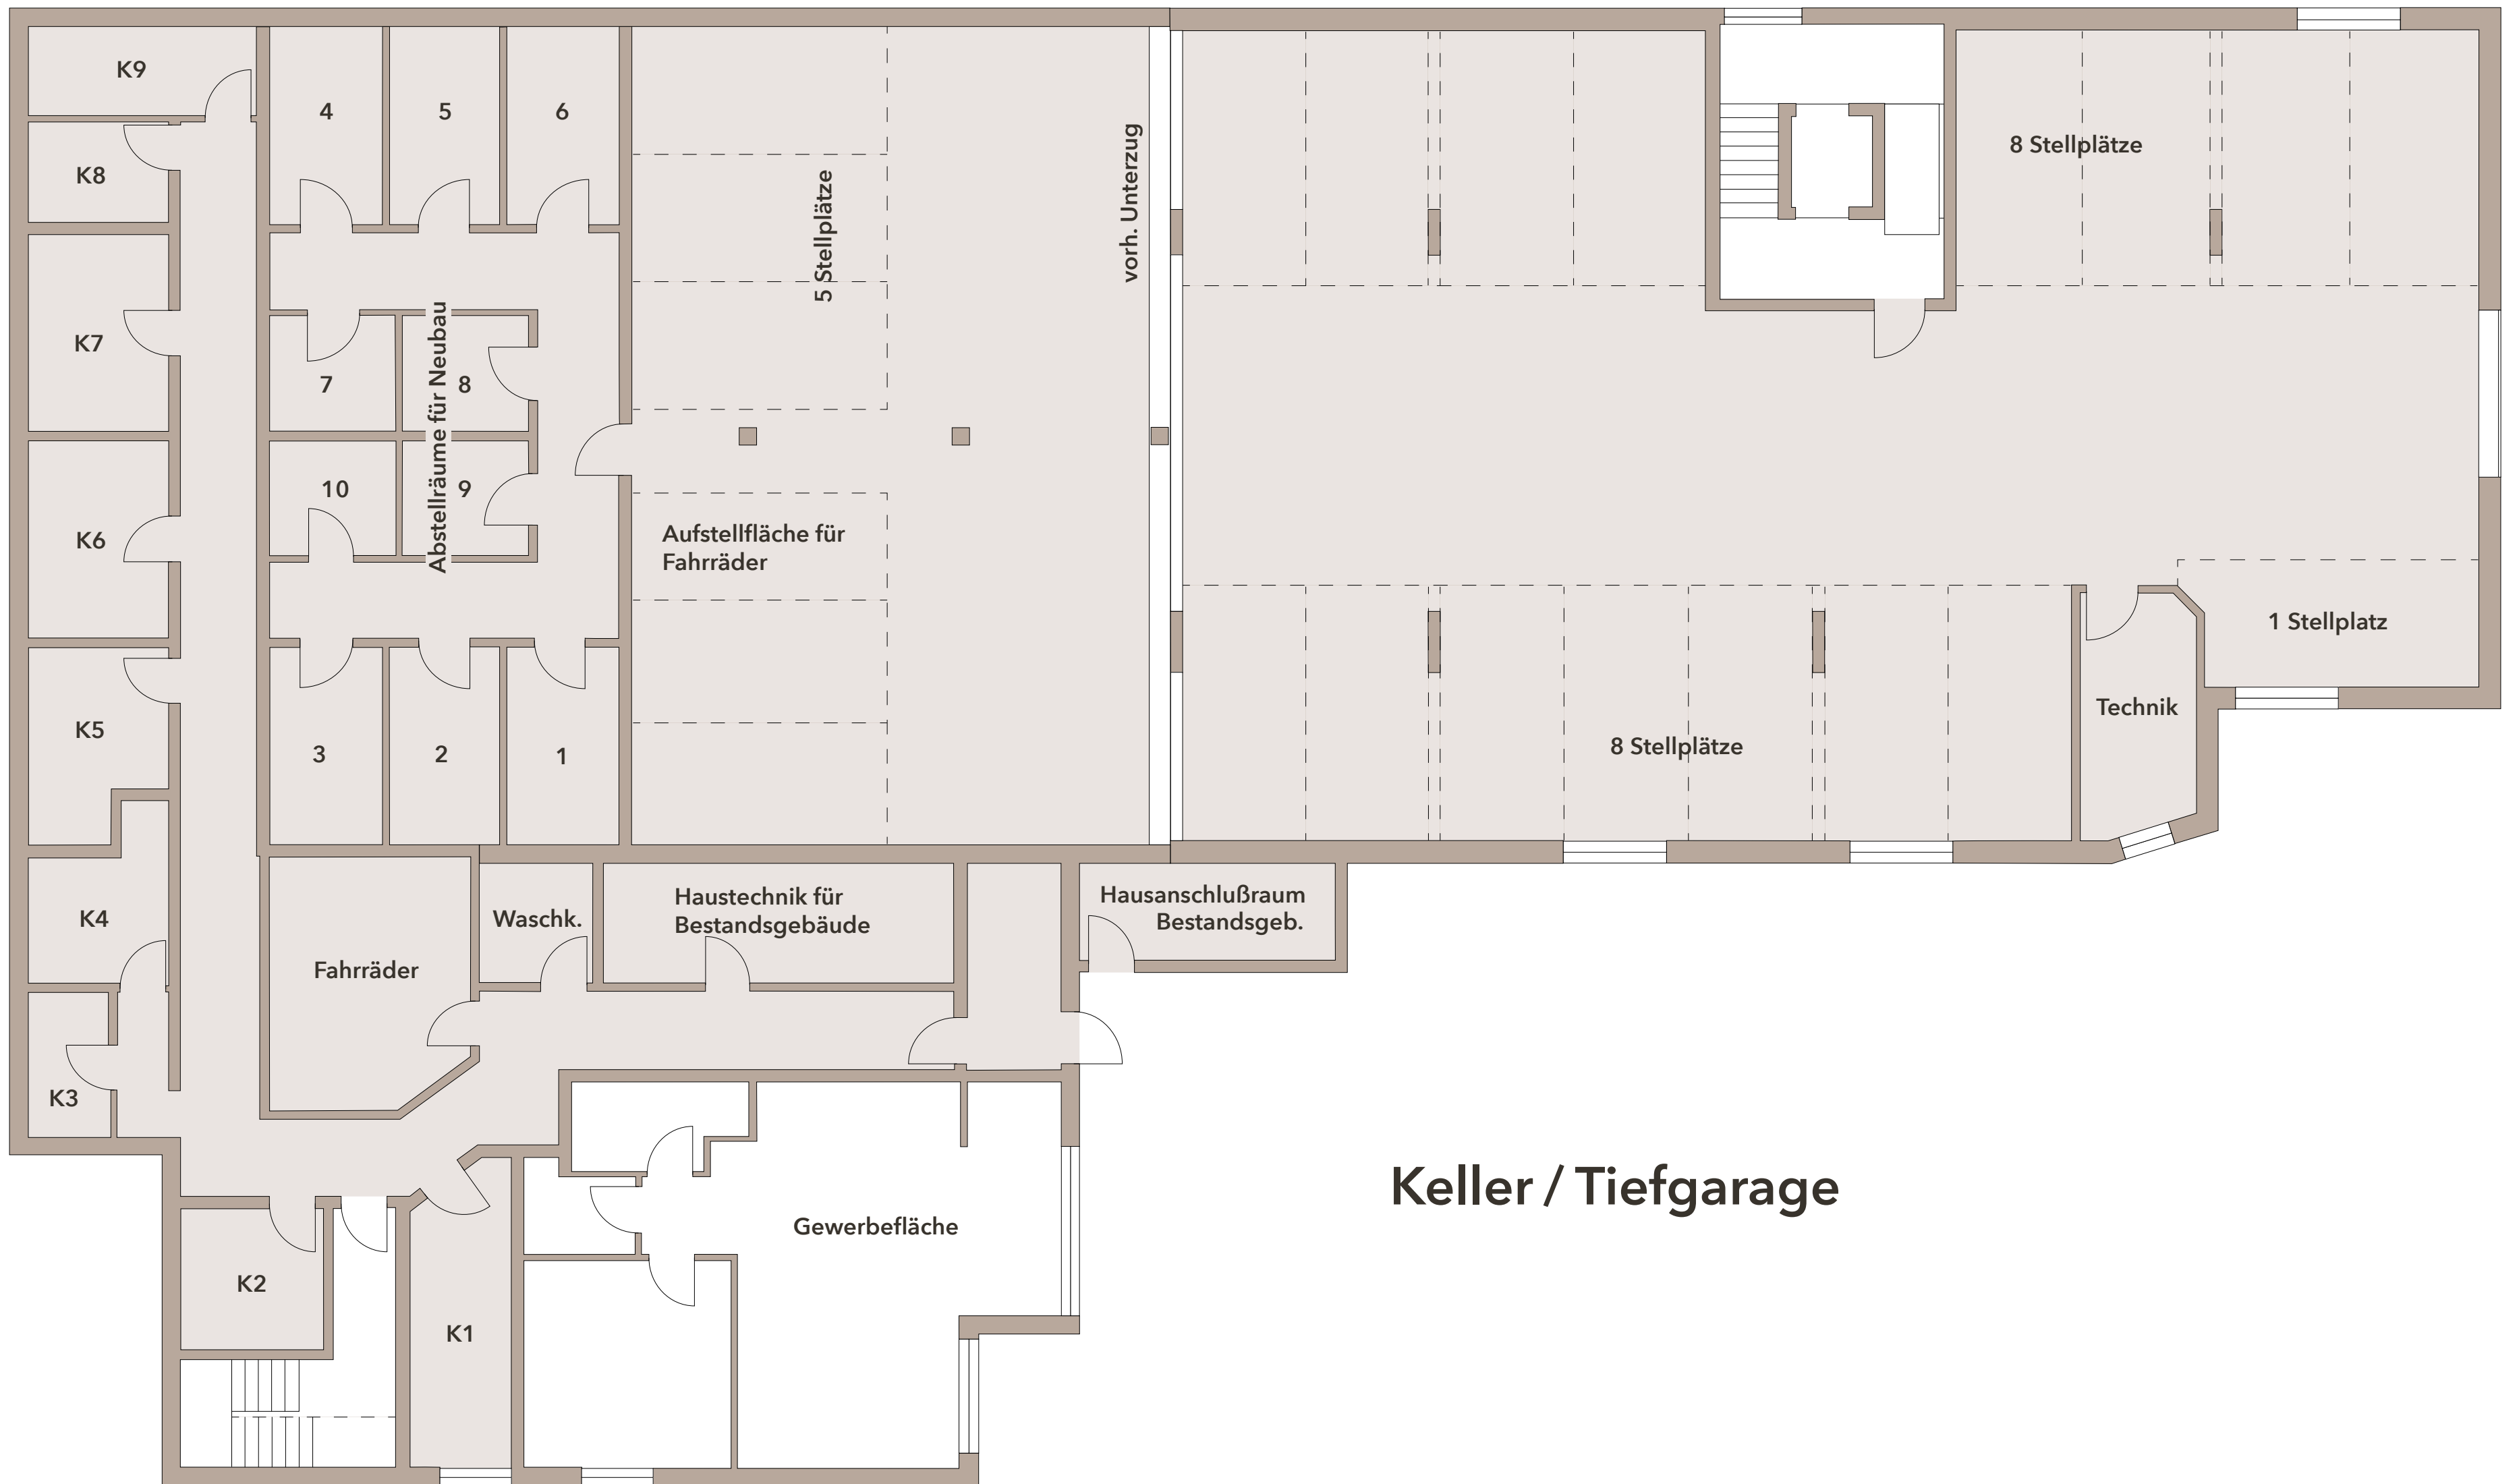 K9
4
5
6
K8
8 Stellplätze
5 Stellplätze
vorh. Unterzug
K7
7
8
Abstellräume für Neubau
K6
10
9
Aufstellfläche für
Fahrräder
1 Stellplatz
K5
3
2
1
8 Stellplätze
Technik
K4
Fahrräder
Waschk.
Haustechnik für
Bestandsgebäude
Hausanschlußraum
Bestandsgeb.
K3
Keller / Tiefgarage
Gewerbefläche
K2
K1